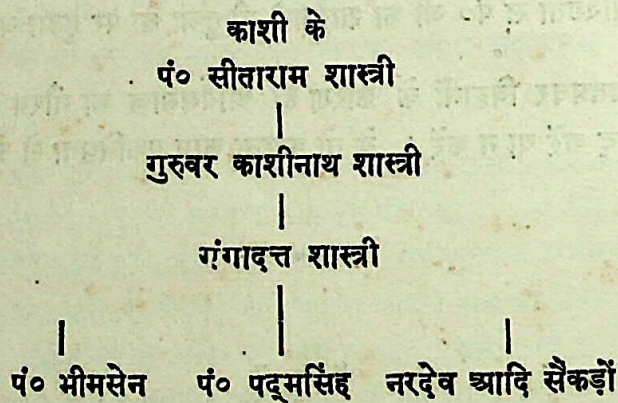 काशी के
पं० सीताराम शास्त्री
गुरुवर काशीनाथ शास्त्री
गंगादत्त शास्त्री
पं० भीमसेन पं० पद्मसिंह नरदेव आदि सैंकड़ों